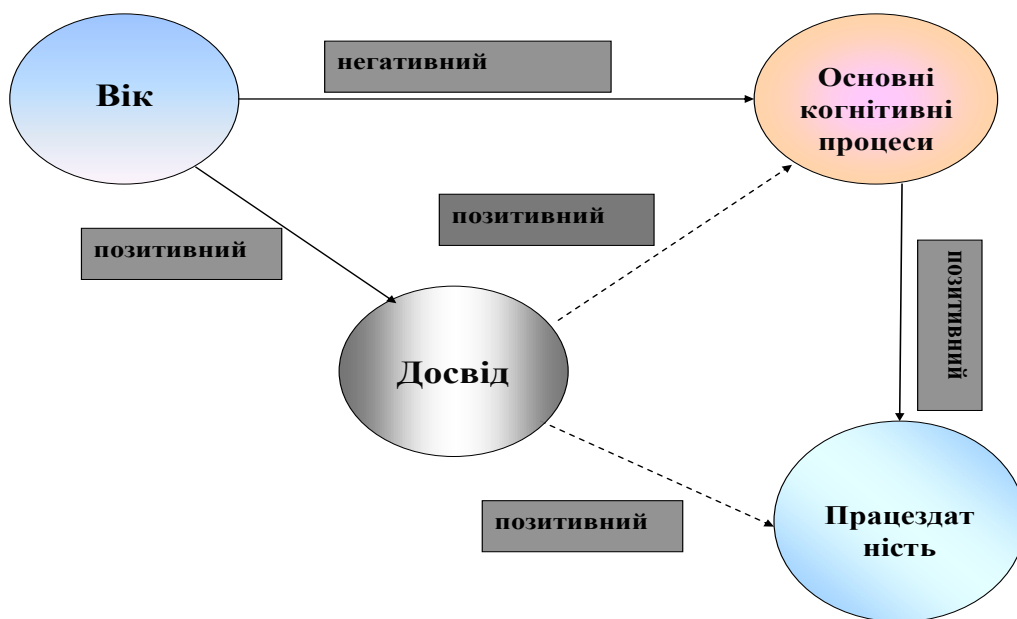 негативний
Вік
Основні
когнітивні
процеси
позитивний
позитивний
позитивний
Досвід
позитивний
Працездат
ність